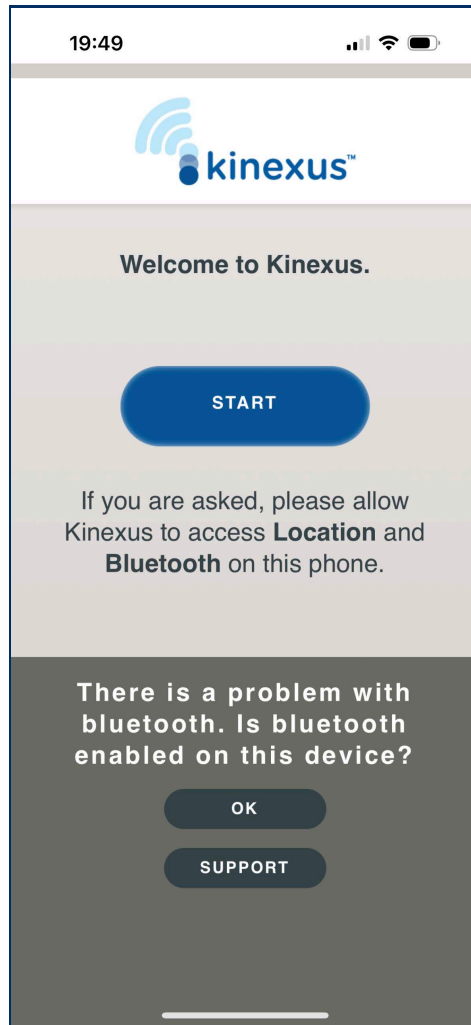 19:49
kinexus™
Welcome to Kinexus.
START
If you are asked, please allow
Kinexus to access Location and
Bluetooth on this phone.
There is a problem with
bluetooth. Is bluetooth
enabled on this device?
OK
SUPPORT